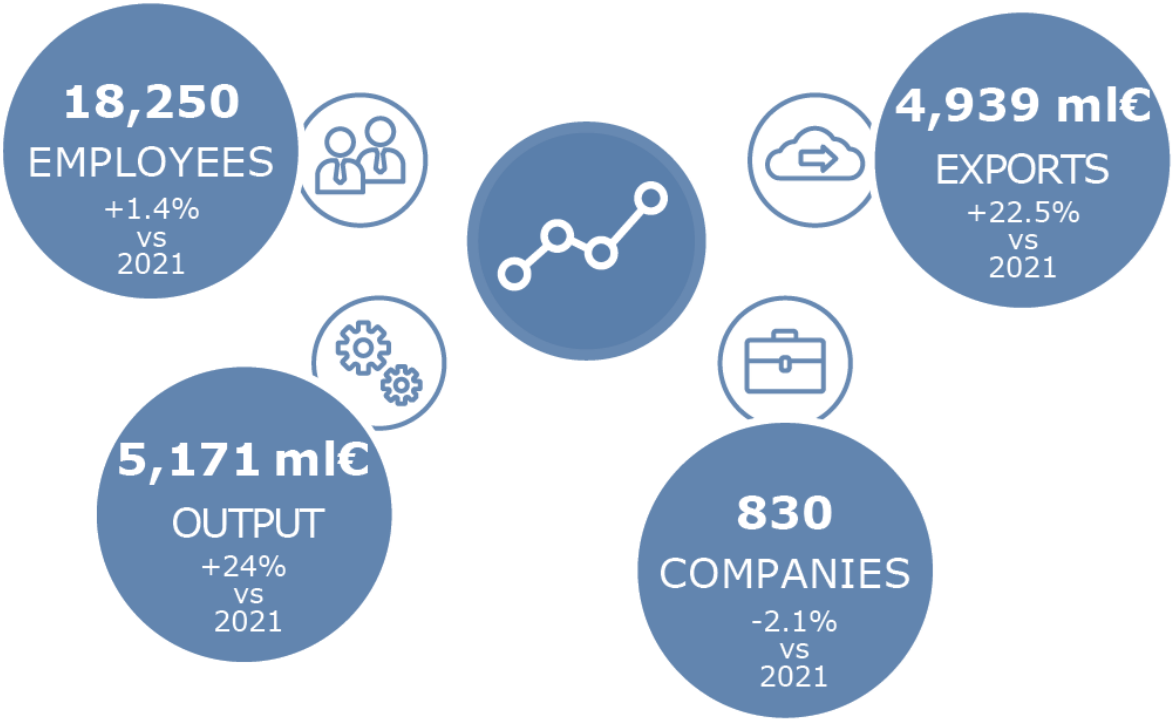 18,250
EMPLOYEES
+1.4%
vs
2021
4,939 ml€
EXPORTS
+22.5%
vs
2021
5,171 ml€
OUTPUT
+24%
vs
2021
830
COMPANIES
-2.1%
vs
2021